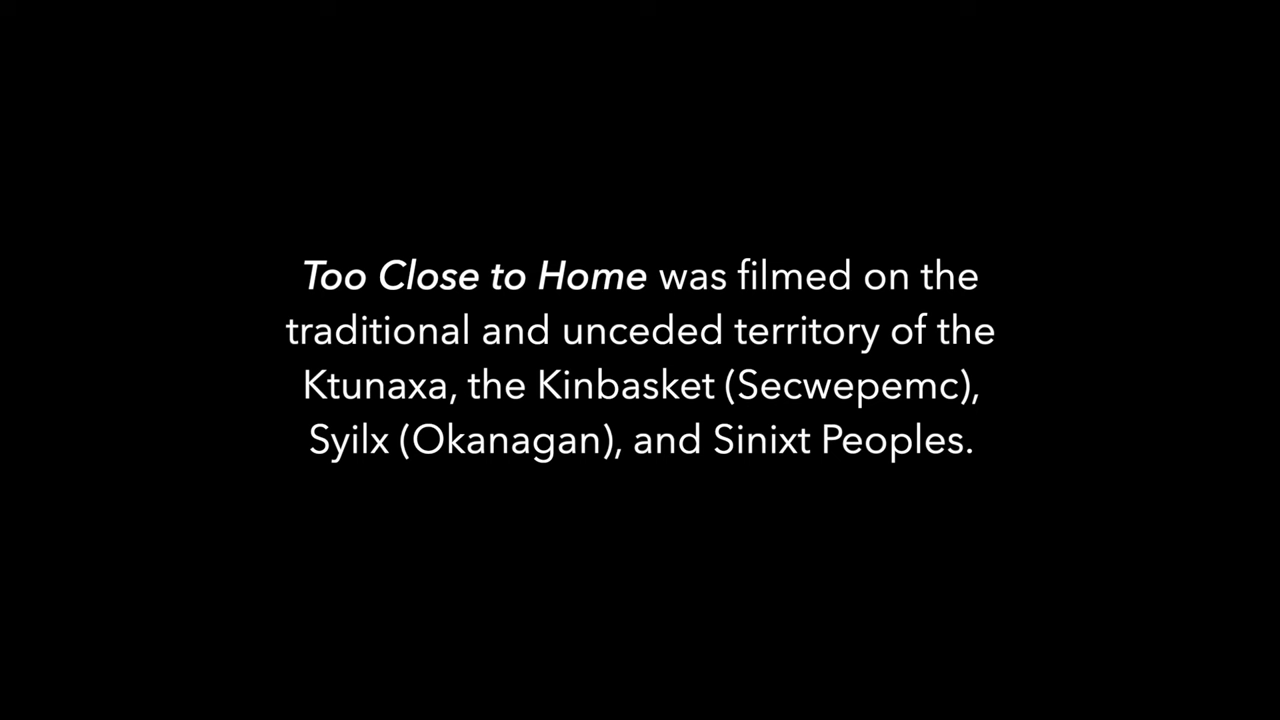 Too Close to Home was filmed on the
traditional and unceded territory of the
Ktunaxa, the Kinbasket (Secwepemc),
Syilx (Okanagan), and Sinixt Peoples.